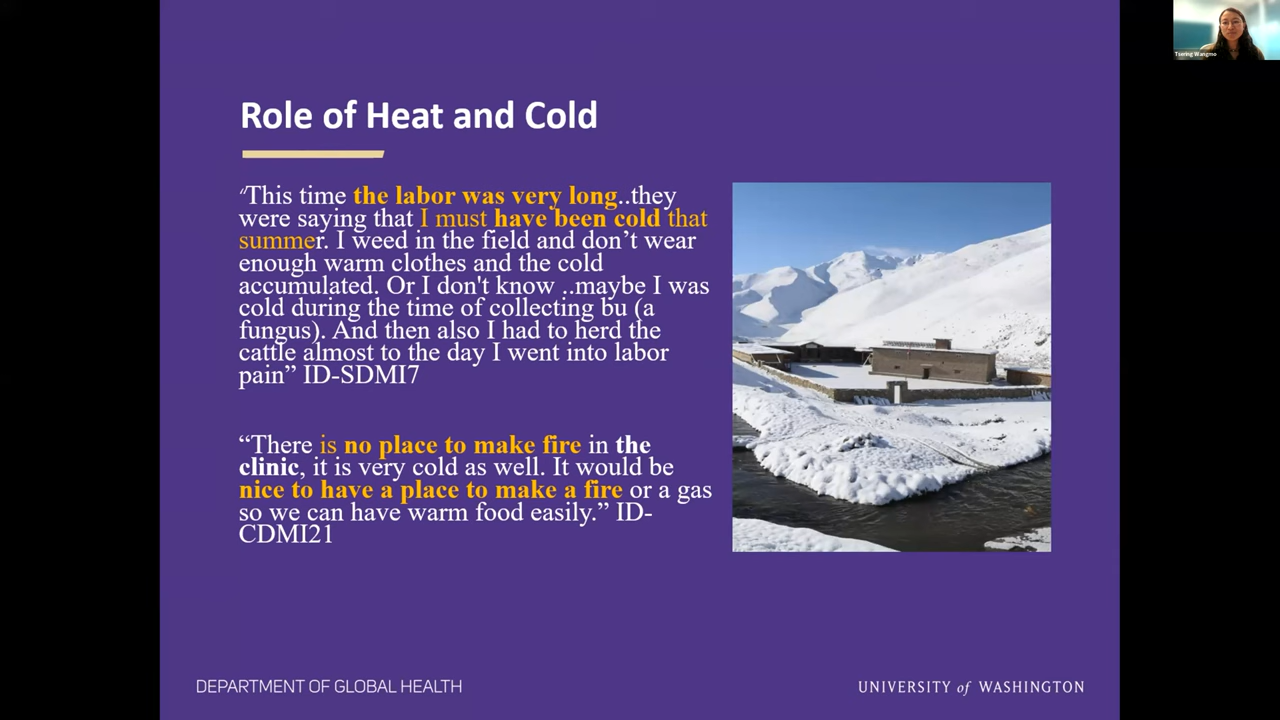 Tsering Wangmo
Role of Heat and Cold
“This time the labor was very long..they
were saying that I must have been cold that
summer. I weed in the field and don’t wear
enough warm clothes and the cold
accumulated. Or I don't know ..maybe I was
cold during the time of collecting bu (a
fungus). And then also I had to herd the
cattle almost to the day I went into labor
pain” ID-SDMI7
“There is no place to make fire in the
clinic, it is very cold as well. It would be
nice to have a place to make a fire or a gas
so we can have warm food easily.” ID-
CDMI21
DEPARTMENT OF GLOBAL HEALTH
UNIVERSITY of WASHINGTON